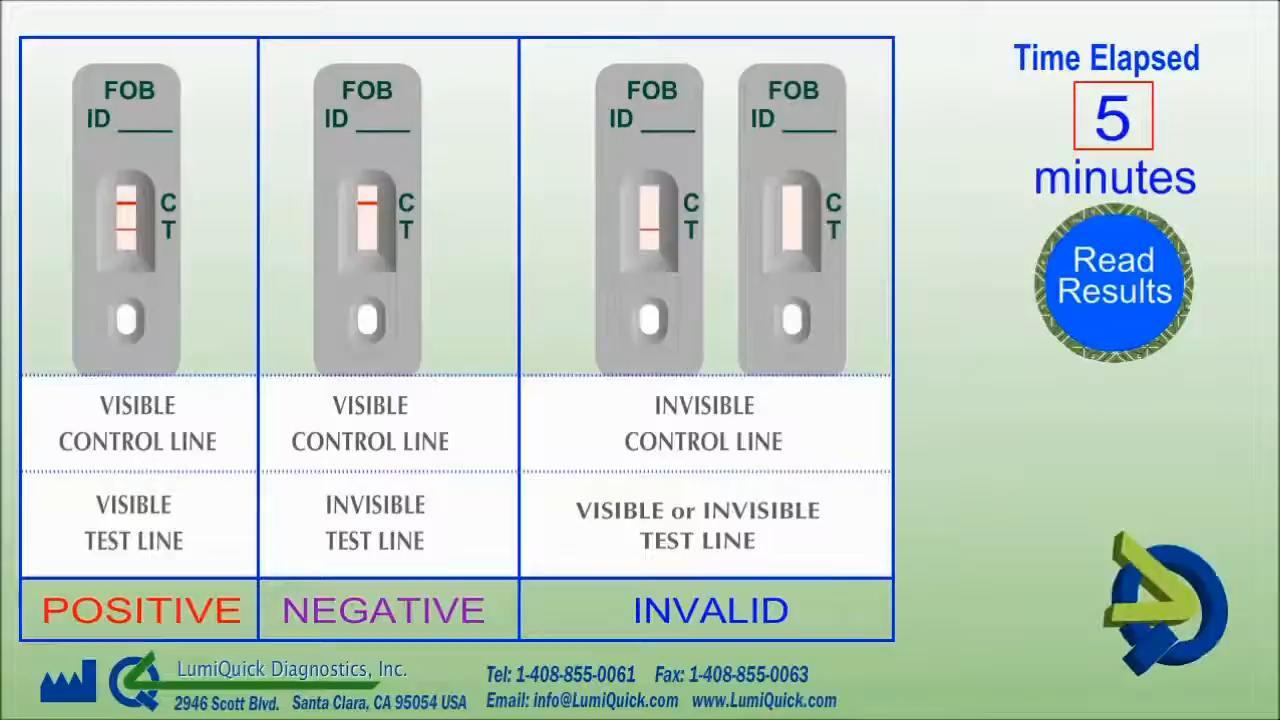 FOB
ID ____
C
T
FOB
ID ____
C
T
FOB
ID ____
C
T
FOB
ID ____
C
T
VISIBLE
CONTROL LINE
VISIBLE
CONTROL LINE
INVISIBLE
CONTROL LINE
VISIBLE
TEST LINE
INVISIBLE
TEST LINE
VISIBLE or INVISIBLE
TEST LINE
POSITIVE
NEGATIVE
INVALID
Time Elapsed
5
minutes
Read
Results
LumiQuick Diagnostics, Inc.
2946 Scott Blvd. Santa Clara, CA 95054 USA
Tel: 1-408-855-0061 Fax: 1-408-855-0063
Email: info@LumiQuick.com www.LumiQuick.com